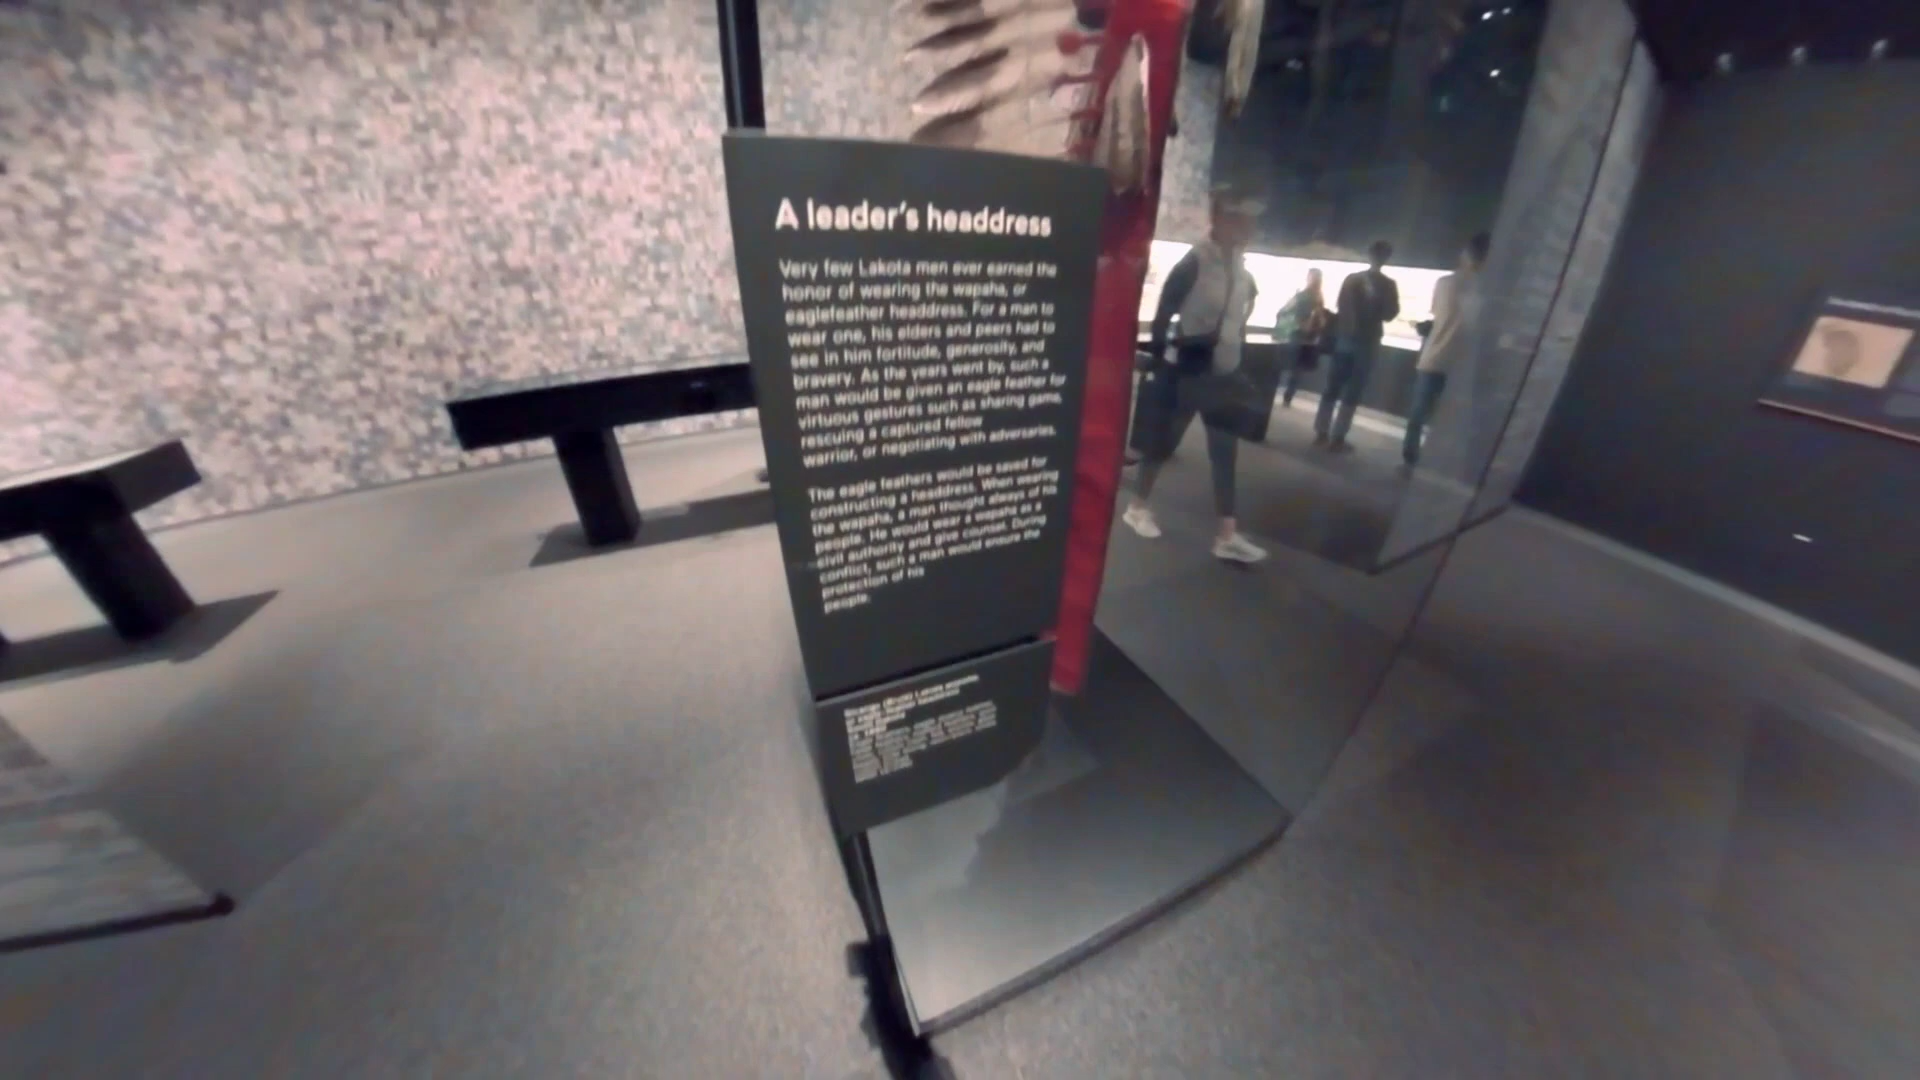 A leader's headdress
Very few Lakota men ever earned the
honor of wearing the wapaha, or
eaglefeather headdress. For a man to
wear one, his elders and peers had to
see in him fortitude, generosity, and
bravery. As the years went by, such a
man would be given an eagle feather for
virtuous gestures such as sharing game,
rescuing a captured fellow
warrior, or negotiating with adversaries.
The eagle feathers would be saved for
constructing a headdress. When wearing
the wapaha, a man thought always of his
people. He would wear a wapaha as a
civil authority and give counsel. During
conflict, such a man would ensure the
protection of his
people.